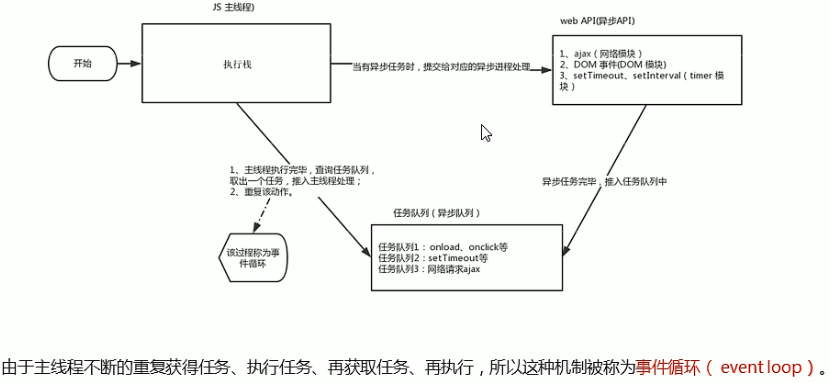 JS 主线程)
web API(异步API)
开始
执行栈
当有异步任务时，提交给对应的异步进程处理
1、ajax（网络模块）
2、DOM 事件(DOM 模块)
3、setTimeout、setInterval（timer 模
块）
1、主线程执行完毕，查询任务队列，
取出一个任务，推入主线程处理；
2、重复该动作。
异步任务完毕，推入任务队列中
该过程称为事
件循环
任务队列（异步队列）
任务队列1： onload、onclick等
任务队列2：setTimeout等
任务队列3：网络请求ajax
由于主线程不断的重复获得任务、执行任务、再获取任务、再执行，所以这种机制被称为事件循环（ event loop）。